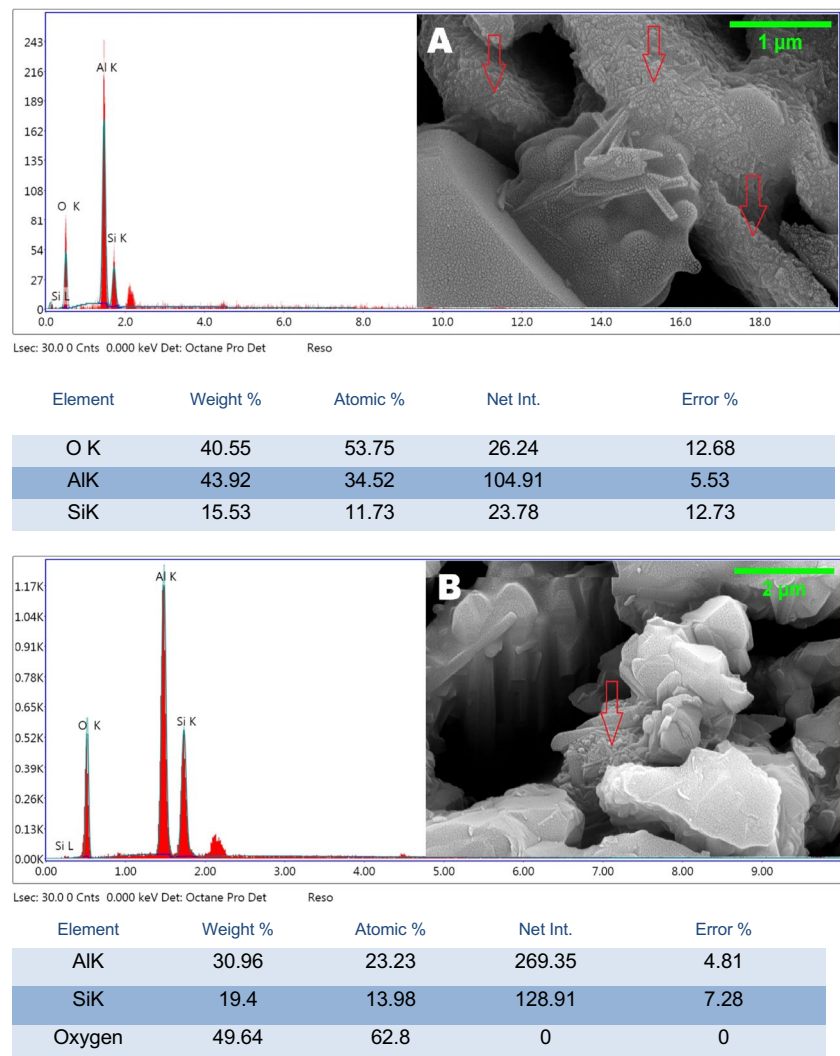 243
216
189
162
135
108
81
54
27
0
Al K
O K
Si K
Si L
A
1 µm
0.0 2.0 4.0 6.0 8.0 10.0 12.0 14.0 16.0 18.0
Lsec: 30.0 0 Cnts 0.000 keV Det: Octane Pro Det Reso
Element Weight % Atomic % Net Int. Error %
O K 40.55 53.75 26.24 12.68
AlK 43.92 34.52 104.91 5.53
SiK 15.53 11.73 23.78 12.73
1.17K
1.04K
0.91K
0.78K
0.65K
0.52K
0.39K
0.26K
0.13K
0.00K
Al K
O K
Si K
Si L
B
2 µm
0.00 1.00 2.00 3.00 4.00 5.00 6.00 7.00 8.00 9.00
Lsec: 30.0 0 Cnts 0.000 keV Det: Octane Pro Det Reso
Element Weight % Atomic % Net Int. Error %
AlK 30.96 23.23 269.35 4.81
SiK 19.4 13.98 128.91 7.28
Oxygen 49.64 62.8 0 0